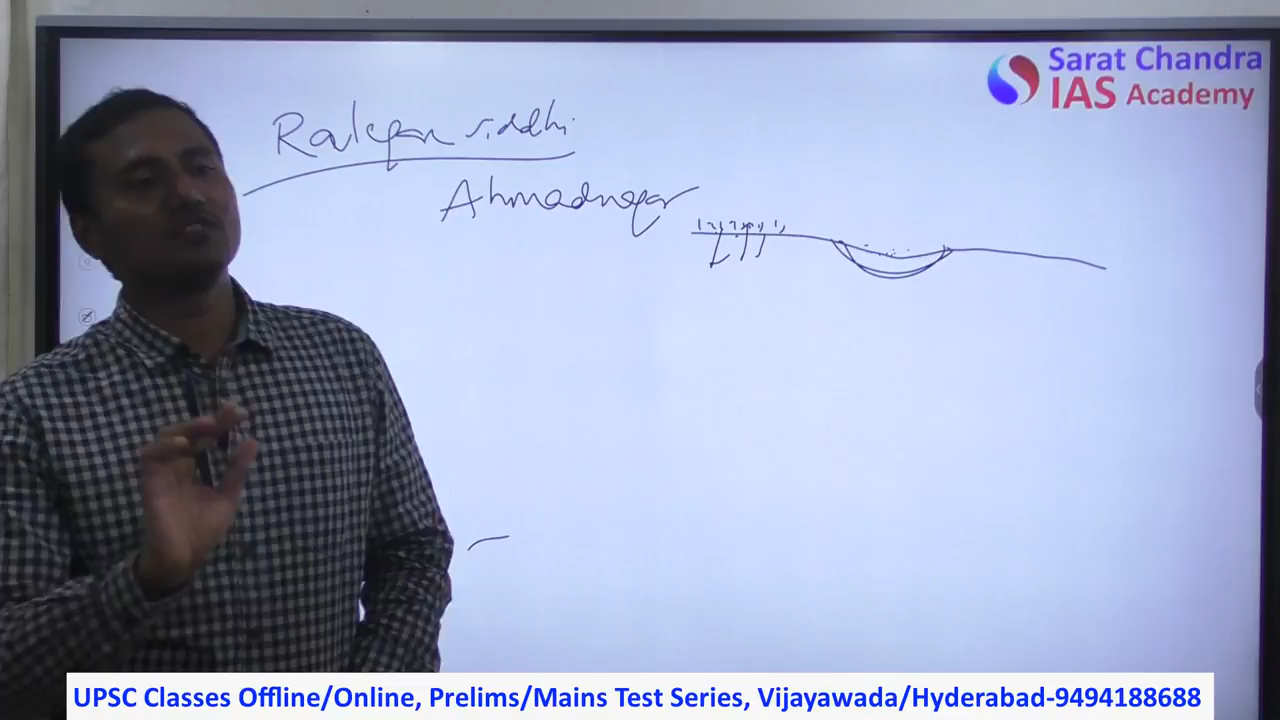 Sarat Chandra
IAS Academy
Ralegan siddhi
Ahmadnagar
UPSC Classes Offline/Online, Prelims/Mains Test Series, Vijayawada/Hyderabad-9494188688